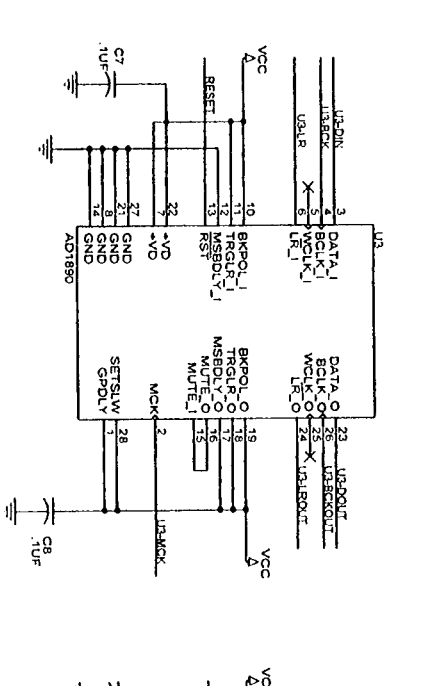 U3
U3-DIN
U3-BCK
U3-LR
VCC
RESET
C7
.1UF
3 DATA_I
4 BCLK_I
5 WCLK_I
6 LR_I
10 BKPOL_I
11 TRGLR_I
12 MSBDLY_I
13 RST
22 +VD
7 +VD
27 GND
21 GND
8 GND
14 GND
AD1890
DATA_O 23
BCLK_O 26
WCLK_O 25
LR_O 24
BKPOL_O 19
TRGLR_O 18
MSBDLY_O 17
MUTE_O 16
MUTE_I 15
MCK 2
SETSLW 28
GPDLY 1
U3-DOUT
U3-BCKOUT
U3-LROUT
VCC
U3-MCK
C8
.1UF